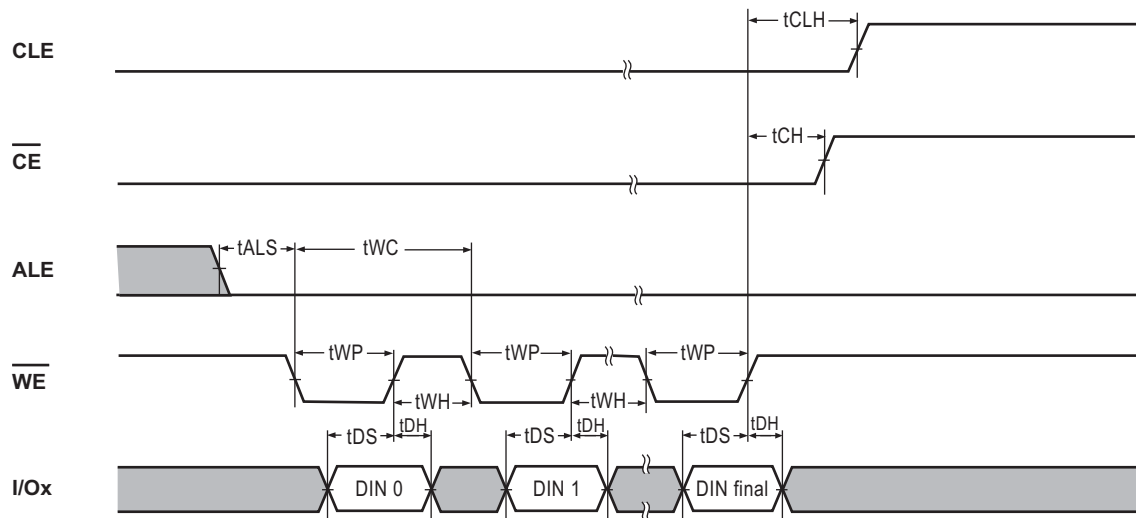 tCLH
CLE
tCH
CE
tALS
tWC
ALE
tWP
tWP
tWP
WE
tWH
tWH
tDS
tDH
tDS
tDH
tDS
tDH
I/Ox
DIN 0
DIN 1
DIN final